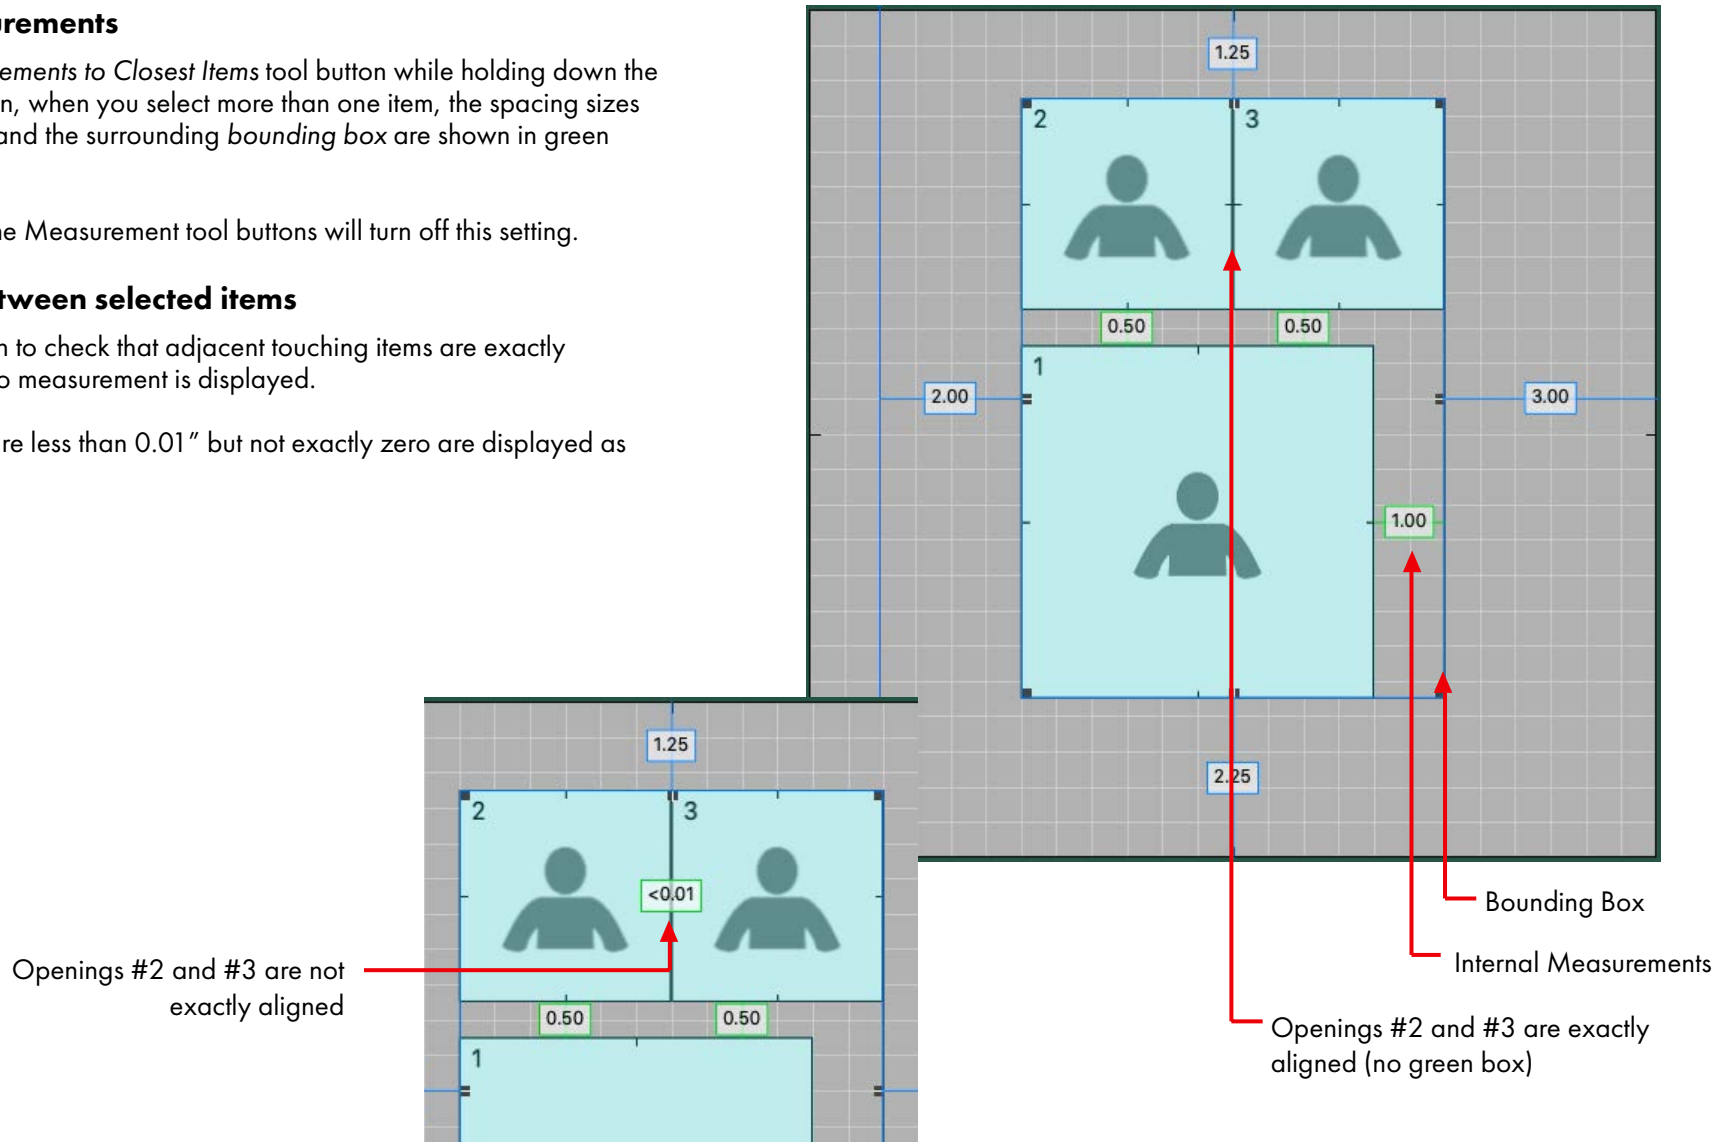 urements
ements to Closest Items tool button while holding down the
n, when you select more than one item, the spacing sizes
and the surrounding bounding box are shown in green
he Measurement tool buttons will turn off this setting.
tween selected items
n to check that adjacent touching items are exactly
o measurement is displayed.
re less than 0.01” but not exactly zero are displayed as
1.25
2
3
0.50
0.50
1
2.00
3.00
1.00
2.25
1.25
2
3
<0.01
0.50
0.50
1
Openings #2 and #3 are not
exactly aligned
Bounding Box
Internal Measurements
Openings #2 and #3 are exactly
aligned (no green box)